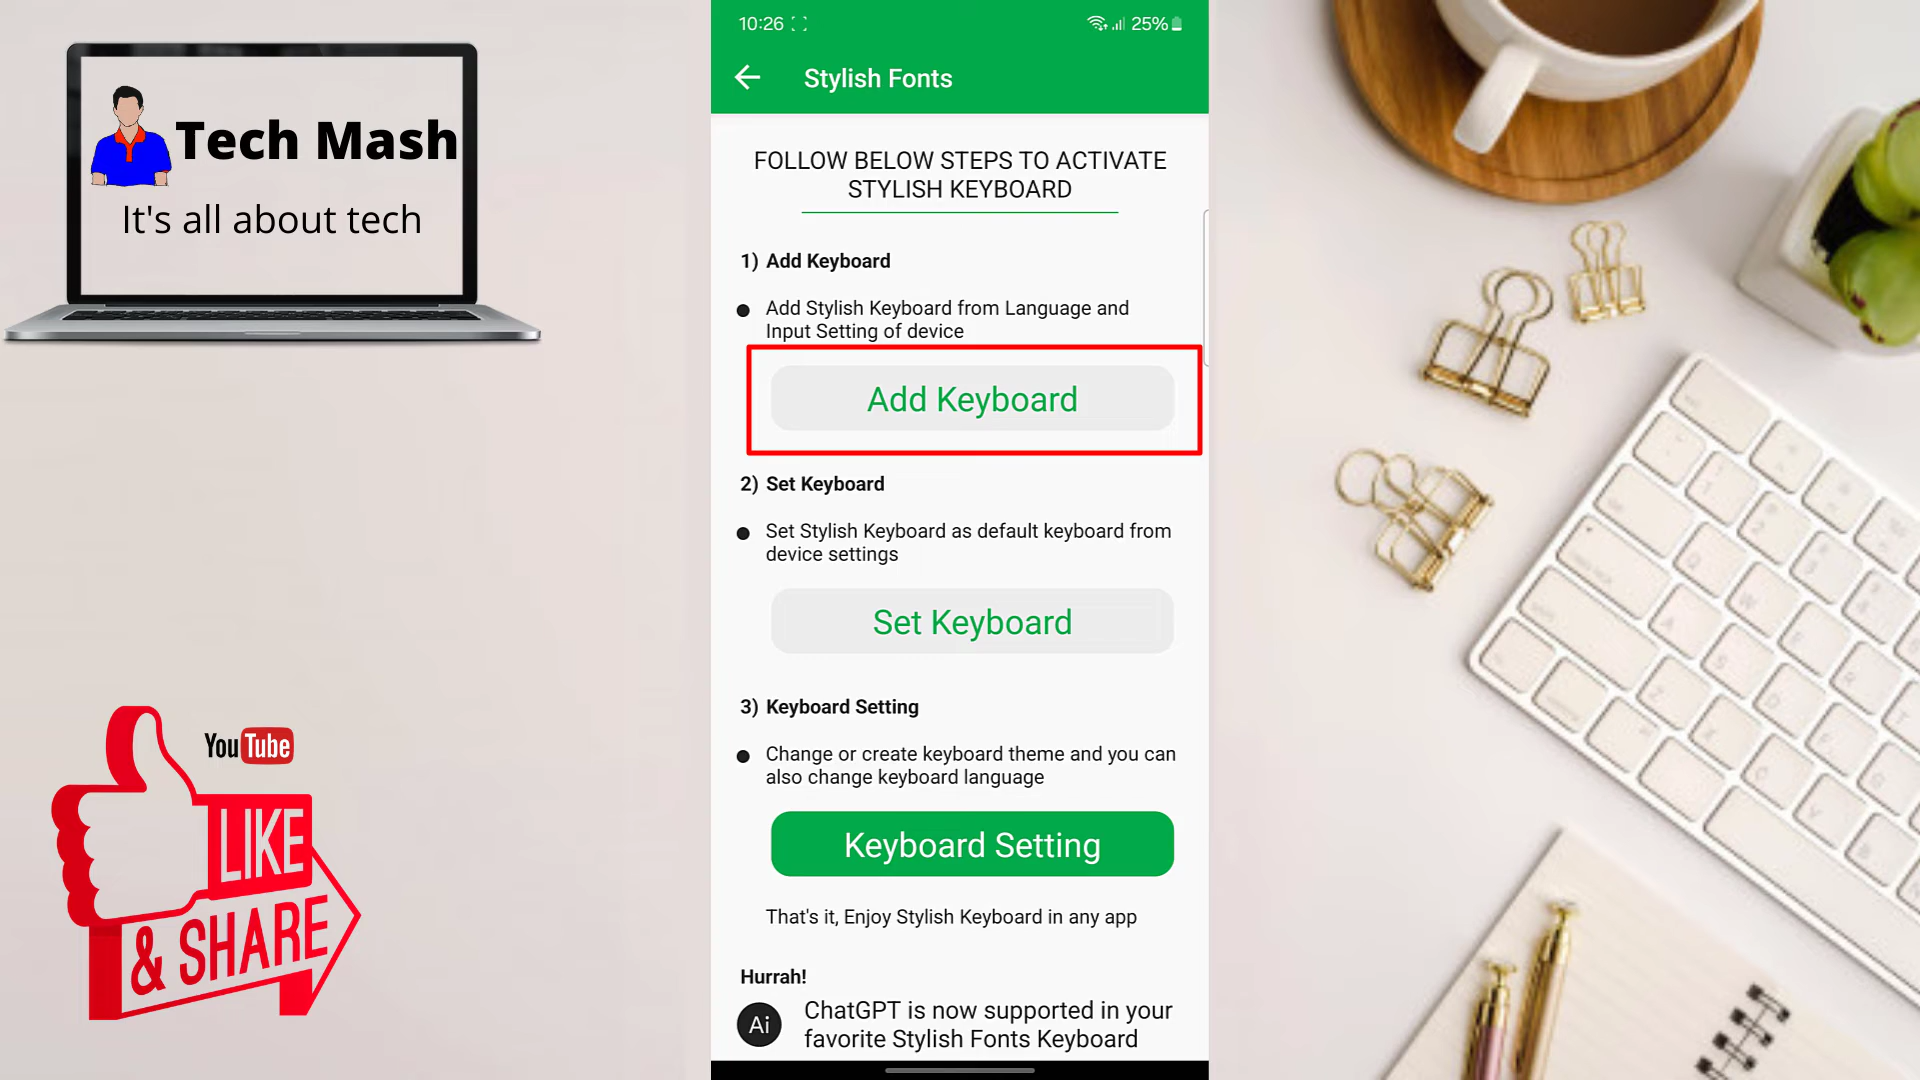 Tech Mash
It's all about tech
YouTube
LIKE
& SHARE
10:26
25%
Stylish Fonts
FOLLOW BELOW STEPS TO ACTIVATE
STYLISH KEYBOARD
1) Add Keyboard
Add Stylish Keyboard from Language and
Input Setting of device
Add Keyboard
2) Set Keyboard
Set Stylish Keyboard as default keyboard from
device settings
Set Keyboard
3) Keyboard Setting
Change or create keyboard theme and you can
also change keyboard language
Keyboard Setting
That's it, Enjoy Stylish Keyboard in any app
Hurrah!
Ai
ChatGPT is now supported in your
favorite Stylish Fonts Keyboard